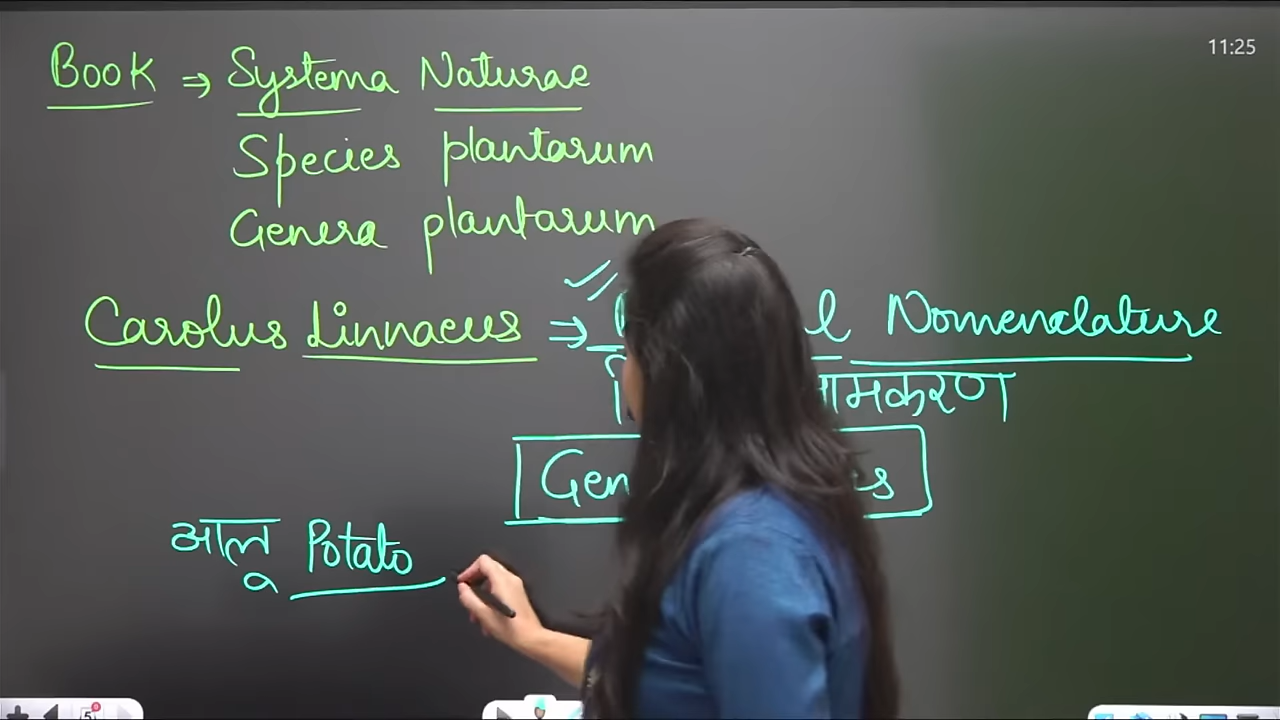 11:25
Book ⇒ Systema Naturae
Species plantarum
Genera plantarum
Carolus Linnaeus ⇒ l Nomenclature
नामकरण
Gen s
आलू Potato